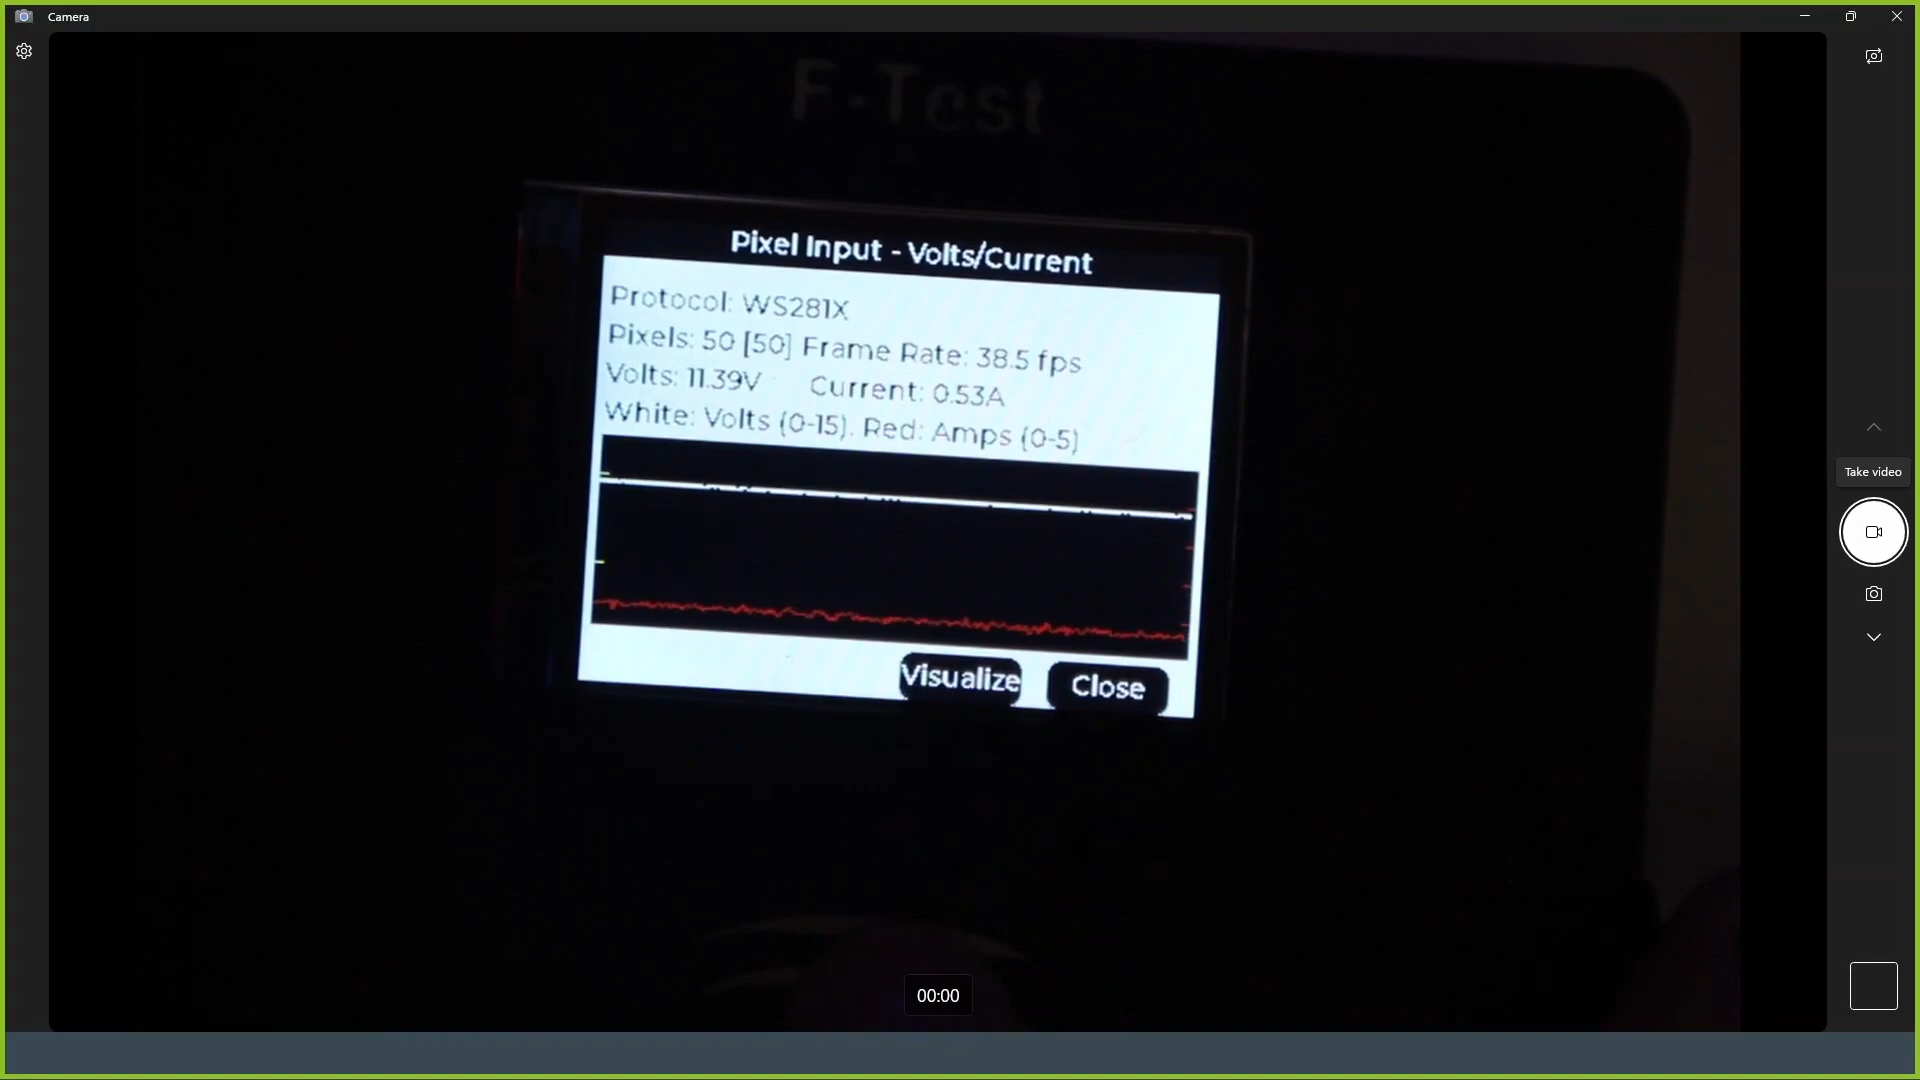 Camera
F-Test
Pixel Input - Volts/Current
Protocol: WS281X
Pixels: 50 [50] Frame Rate: 38.5 fps
Volts: 11.39V Current: 0.53A
White: Volts (0-15). Red: Amps (0-5)
Take video
Visualize
Close
00:00